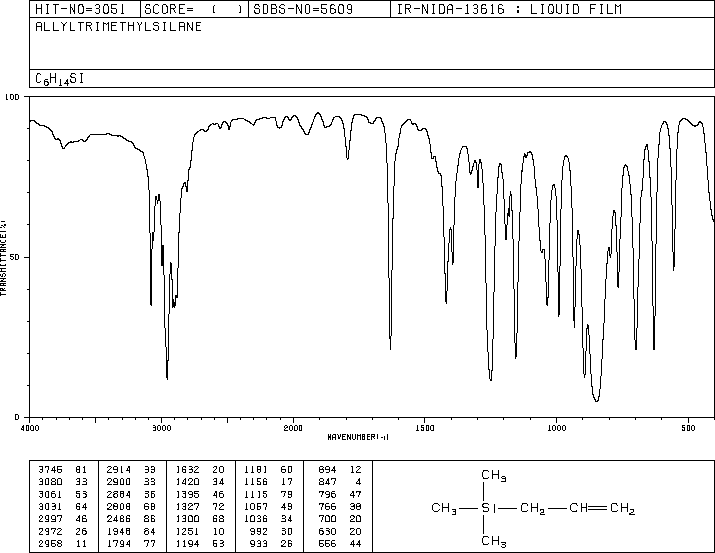 HIT-NO=3051 SCORE= ( ) SDBS-NO=5609 IR-NIDA-13616 : LIQUID FILM
ALLYLTRIMETHYLSILANE
C6H14SI
100
50
0
TRANSMITTANCE(%)
4000 3000 2000 1500 1000 500
WAVENUMBER(-1)
3745 81 2914 33 1632 20 1181 60 894 12
3080 33 2900 33 1420 34 1156 17 847 4
3061 53 2884 36 1395 46 1115 79 796 47
3031 64 2808 68 1327 72 1057 49 766 38
2997 46 2486 86 1300 68 1036 34 700 20
2972 26 1948 84 1251 10 992 30 630 20
2958 11 1794 77 1194 53 933 26 556 44
CH3
CH3—SI—CH2—CH=CH2
CH3